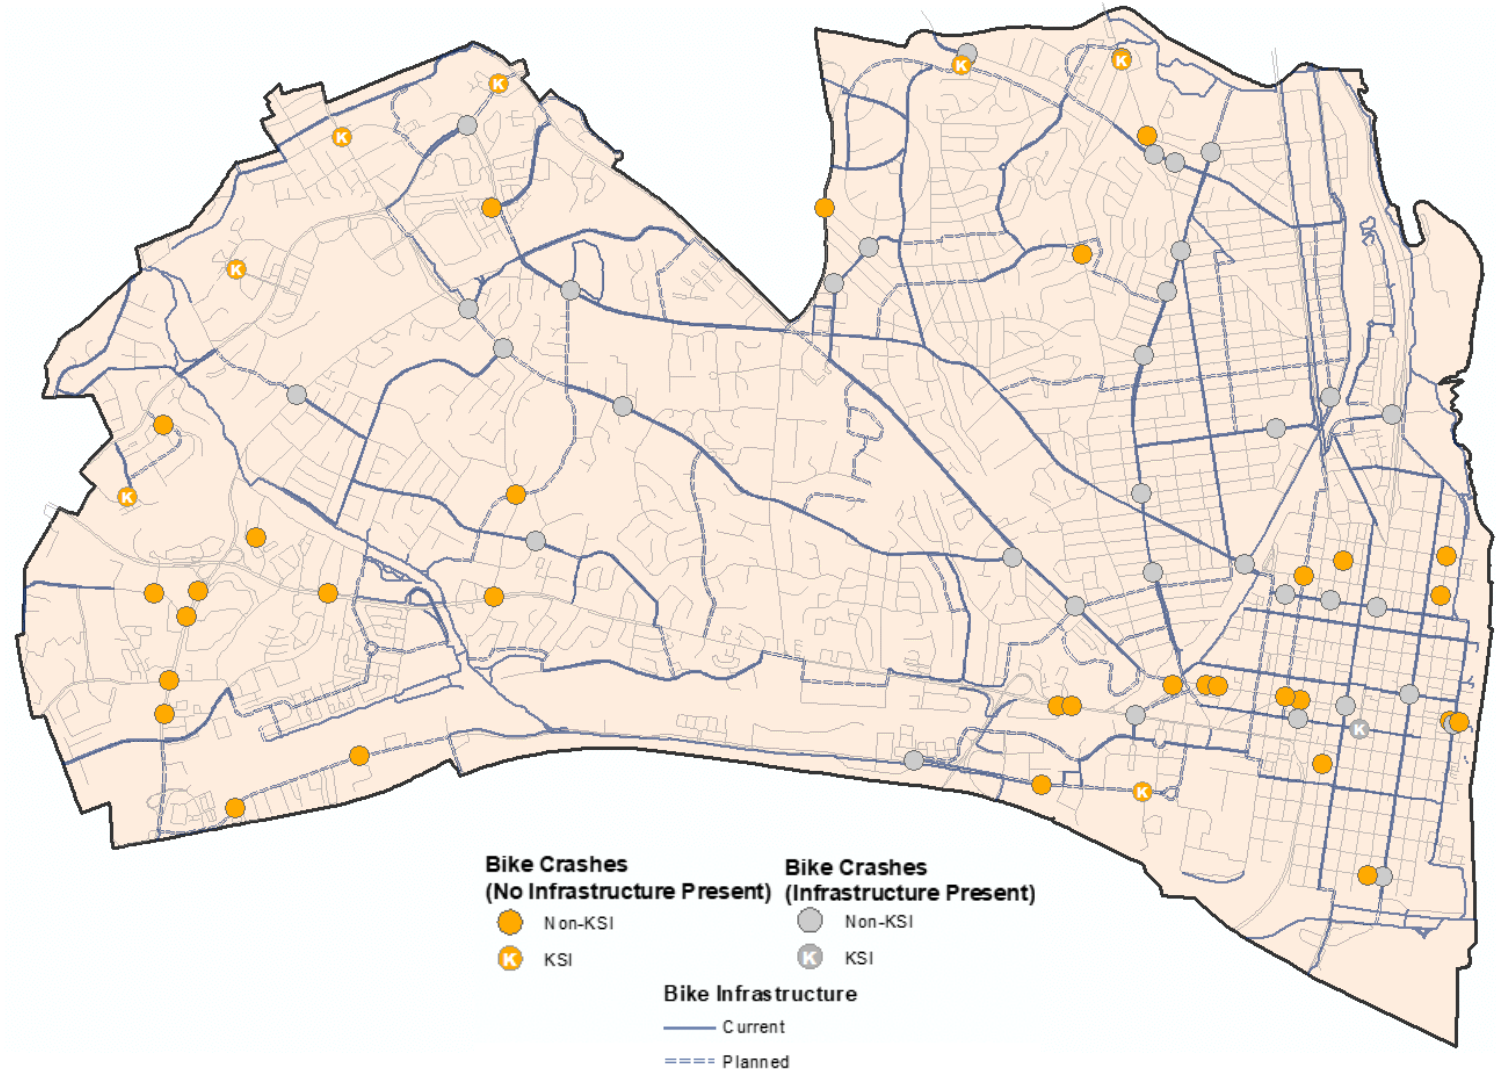 K
K
K
K
K
K
K
K
Bike Crashes
(No Infrastructure Present)
Non-KSI
K KSI
Bike Crashes
(Infrastructure Present)
Non-KSI
K KSI
Bike Infrastructure
Current
Planned